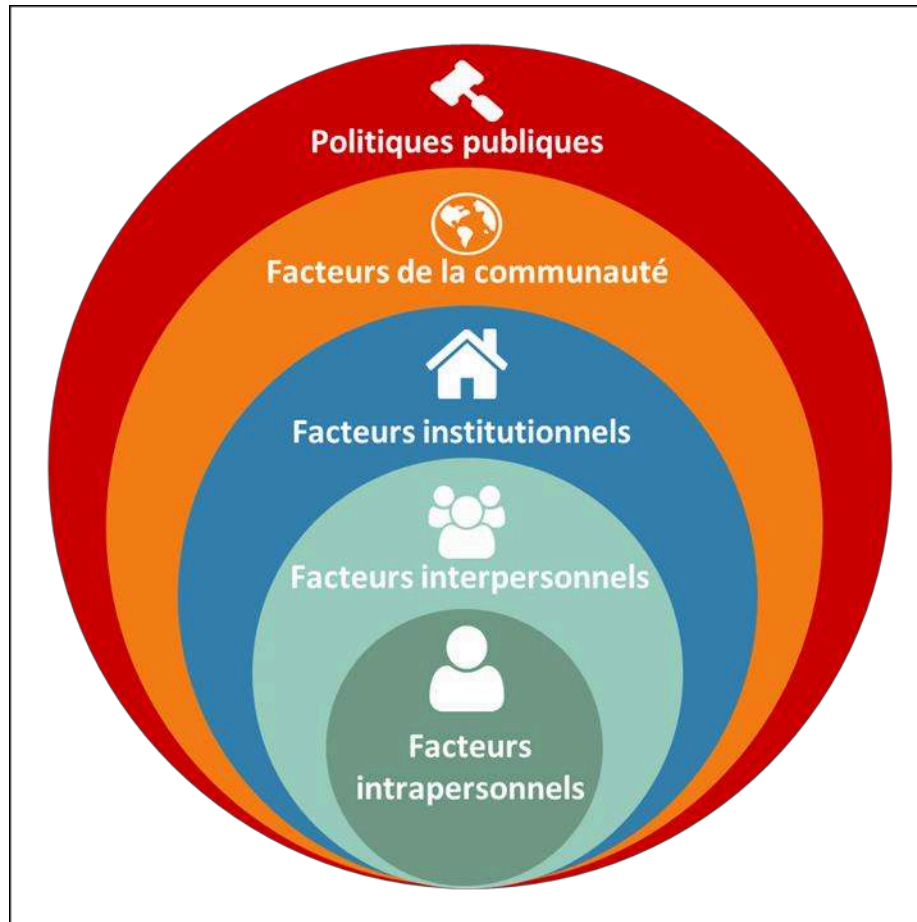 Politiques publiques
Facteurs de la communauté
Facteurs institutionnels
Facteurs interpersonnels
Facteurs
intrapersonnels